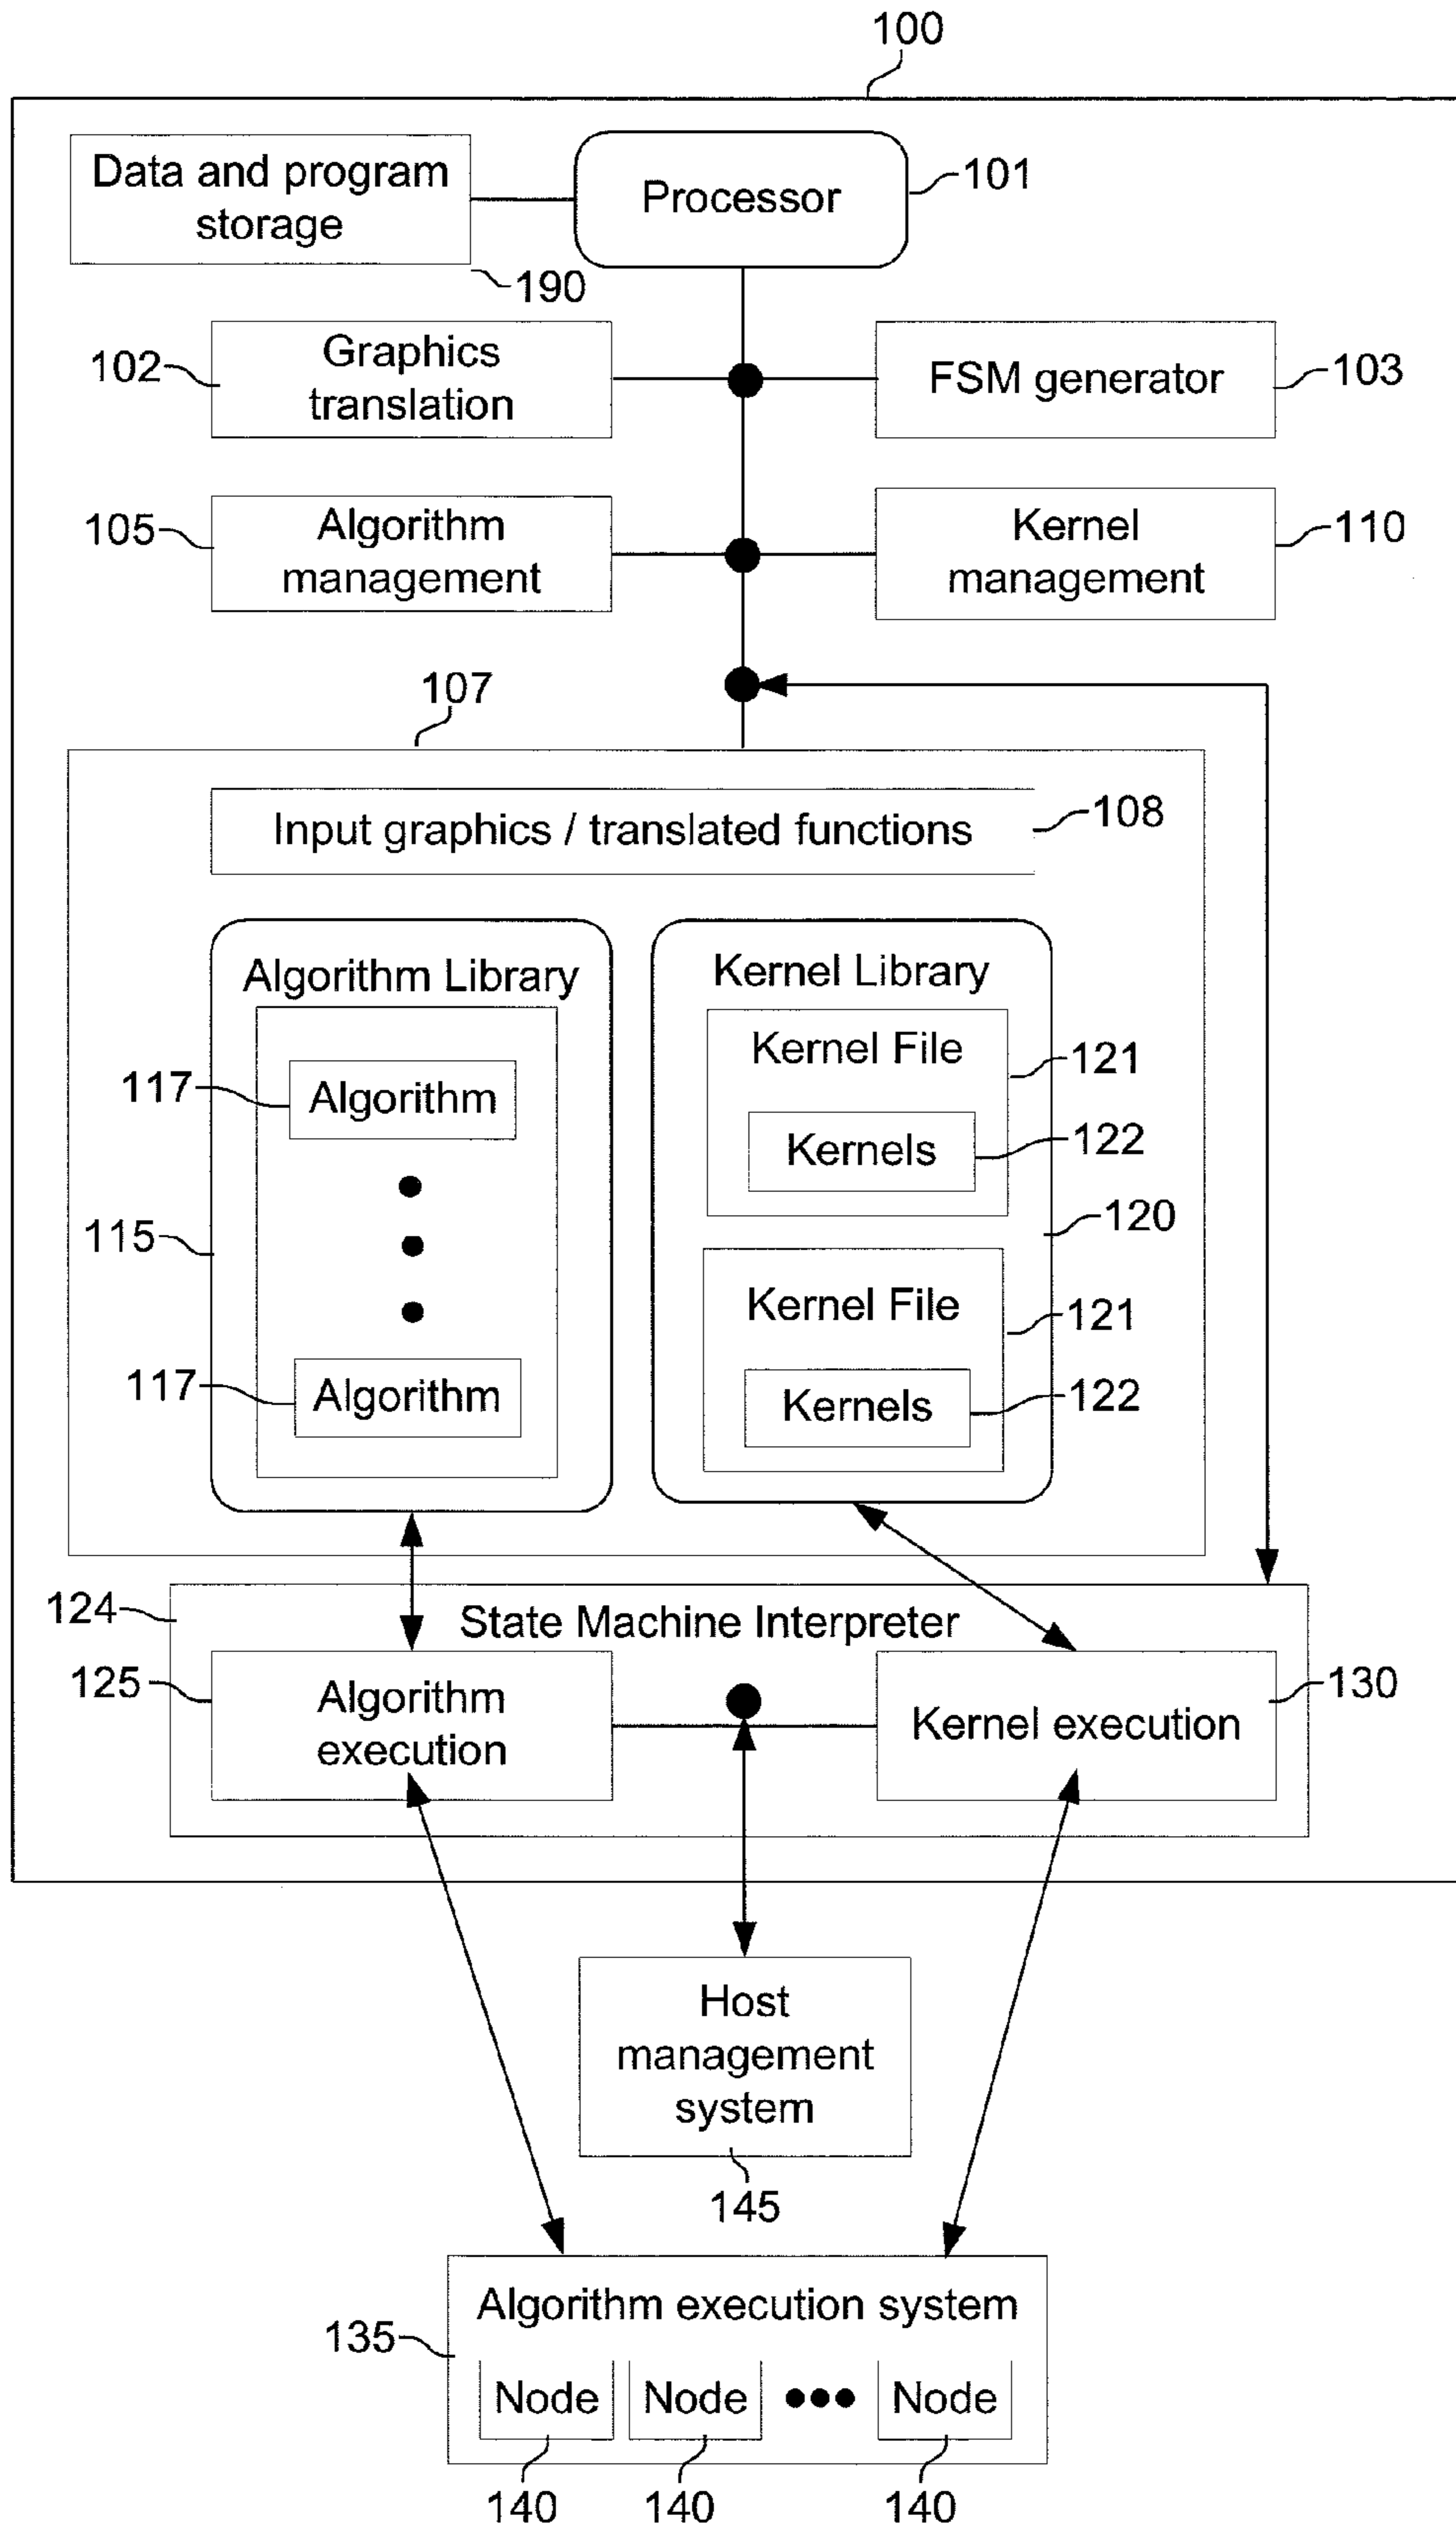 100
Data and program
storage
190
Processor
101
102
Graphics
translation
FSM generator
103
105
Algorithm
management
Kernel
management
110
107
Input graphics / translated functions
108
Algorithm Library
117
Algorithm
115
117
Algorithm
Kernel Library
Kernel File
121
Kernels
122
120
Kernel File
121
Kernels
122
124
State Machine Interpreter
125
Algorithm
execution
Kernel execution
130
Host
management
system
145
Algorithm execution system
135
Node
Node
Node
140
140
140